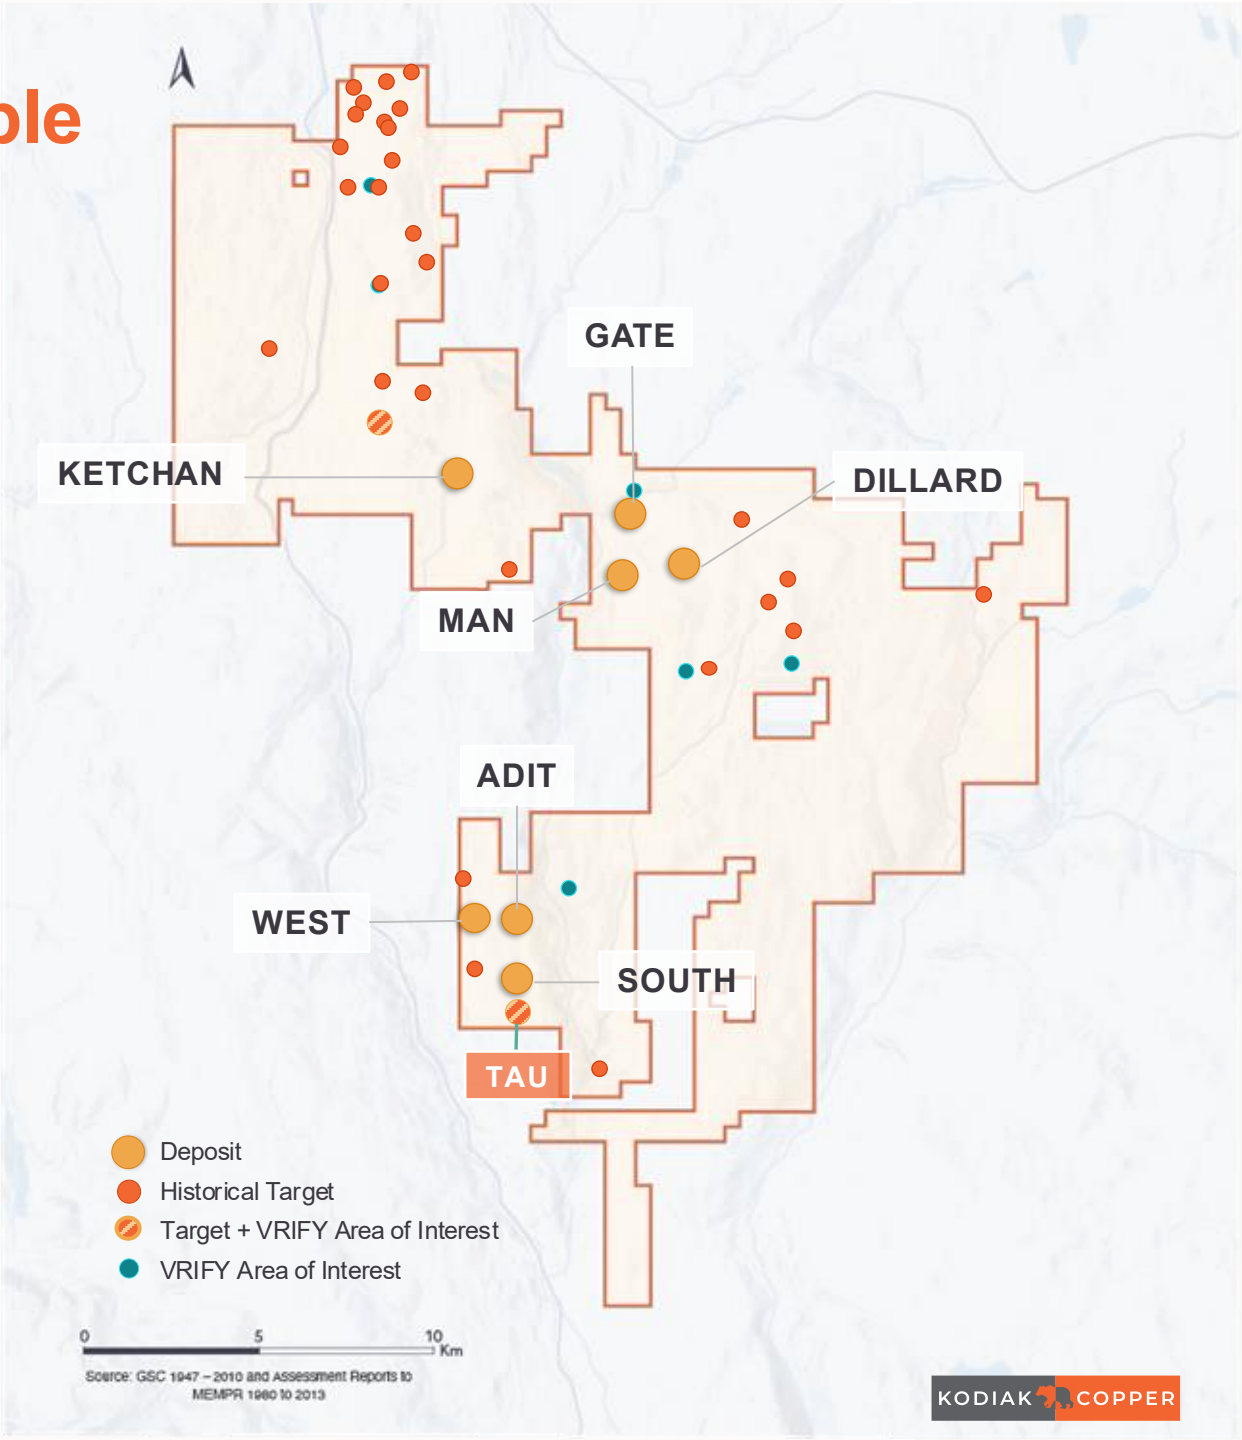 GATE
KETCHAN
DILLARD
MAN
ADIT
WEST
SOUTH
TAU
Deposit
Historical Target
Target + VRIFY Area of Interest
VRIFY Area of Interest
0 5 10
Km
Source: GSC 1947 – 2010 and Assessment Reports to
MEMPR 1980 to 2013
KODIAK COPPER